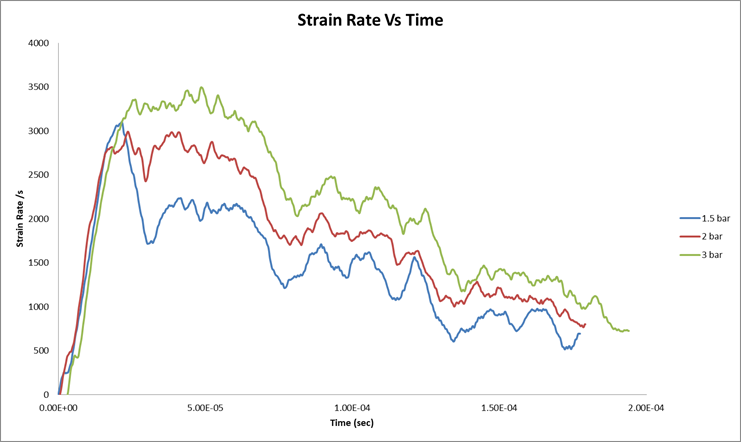 Strain Rate Vs Time
4000
3500
3000
2500
2000
1500
1000
500
0
Strain Rate /s
0.00E+00 5.00E-05 1.00E-04 1.50E-04 2.00E-04
Time (sec)
1.5 bar
2 bar
3 bar